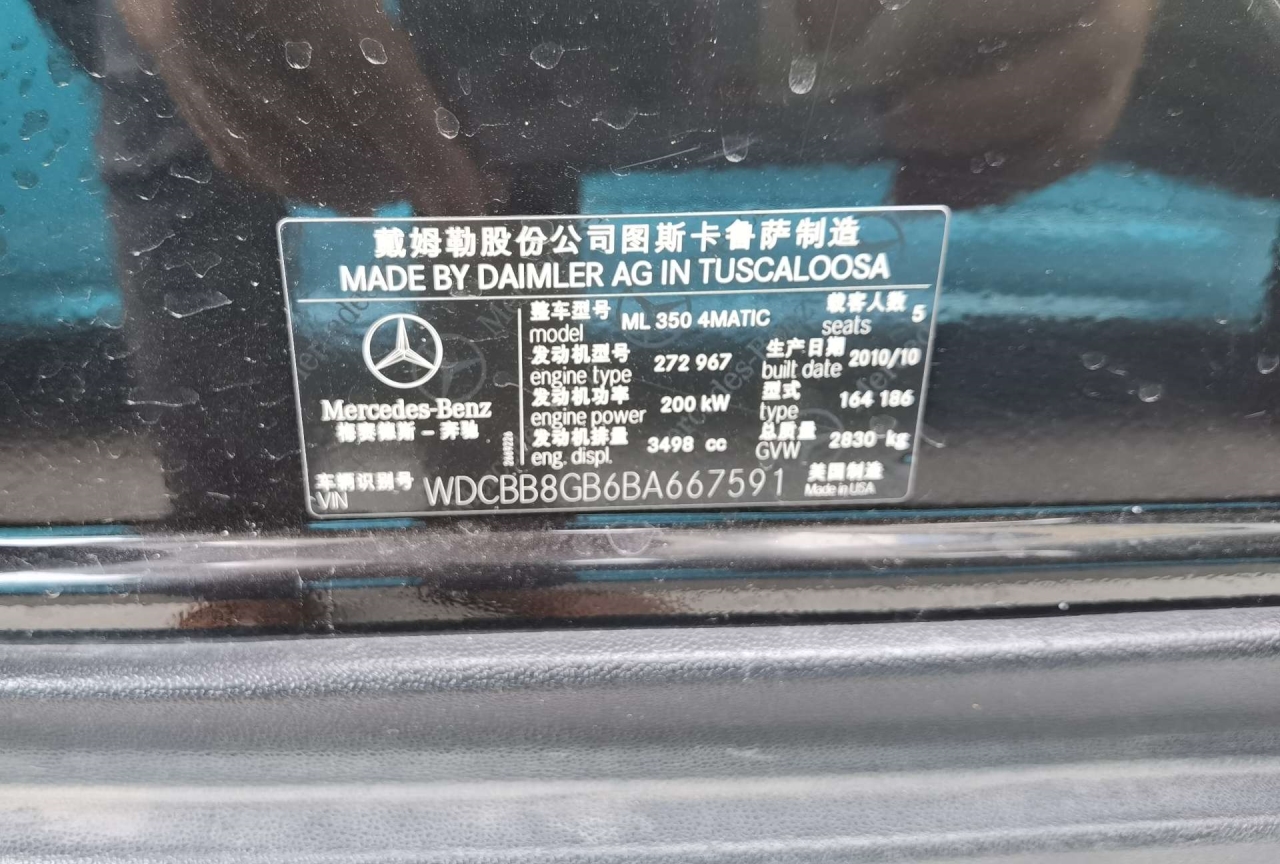 戴姆勒股份公司图斯卡鲁萨制造
MADE BY DAIMLER AG IN TUSCALOOSA
Mercedes-Benz
梅赛德斯－奔驰
整车型号 载客人数
model ML 350 4MATIC seats 5
发动机型号 生产日期
engine type 272 967 built date 2010/10
发动机功率 型式
engine power 200 kW type 164 186
发动机排量 总质量
eng. displ. 3498 cc GVW 2830 kg
车辆识别号 美国制造
VIN WDCBB8GB6BA667591 Made in USA